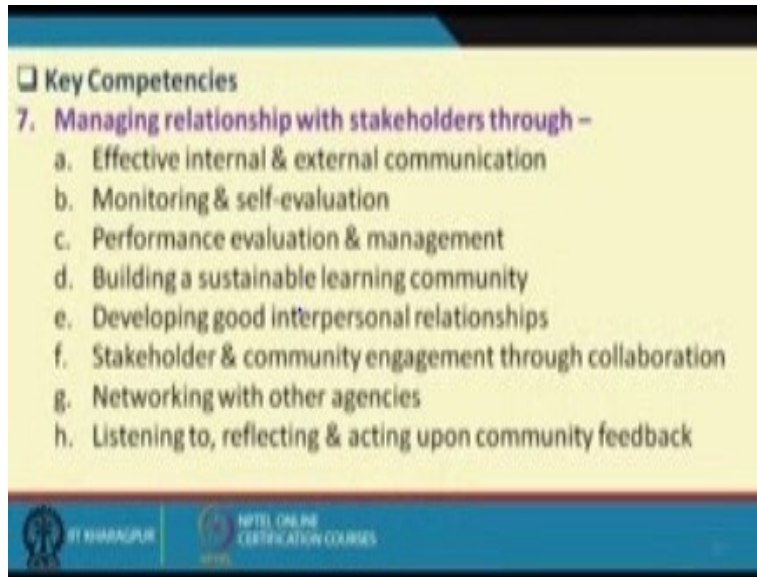 ❑ Key Competencies
7. Managing relationship with stakeholders through –
a. Effective internal & external communication
b. Monitoring & self-evaluation
c. Performance evaluation & management
d. Building a sustainable learning community
e. Developing good interpersonal relationships
f. Stakeholder & community engagement through collaboration
g. Networking with other agencies
h. Listening to, reflecting & acting upon community feedback
IIT KHARAGPUR
NPTEL ONLINE
CERTIFICATION COURSES
NPTEL